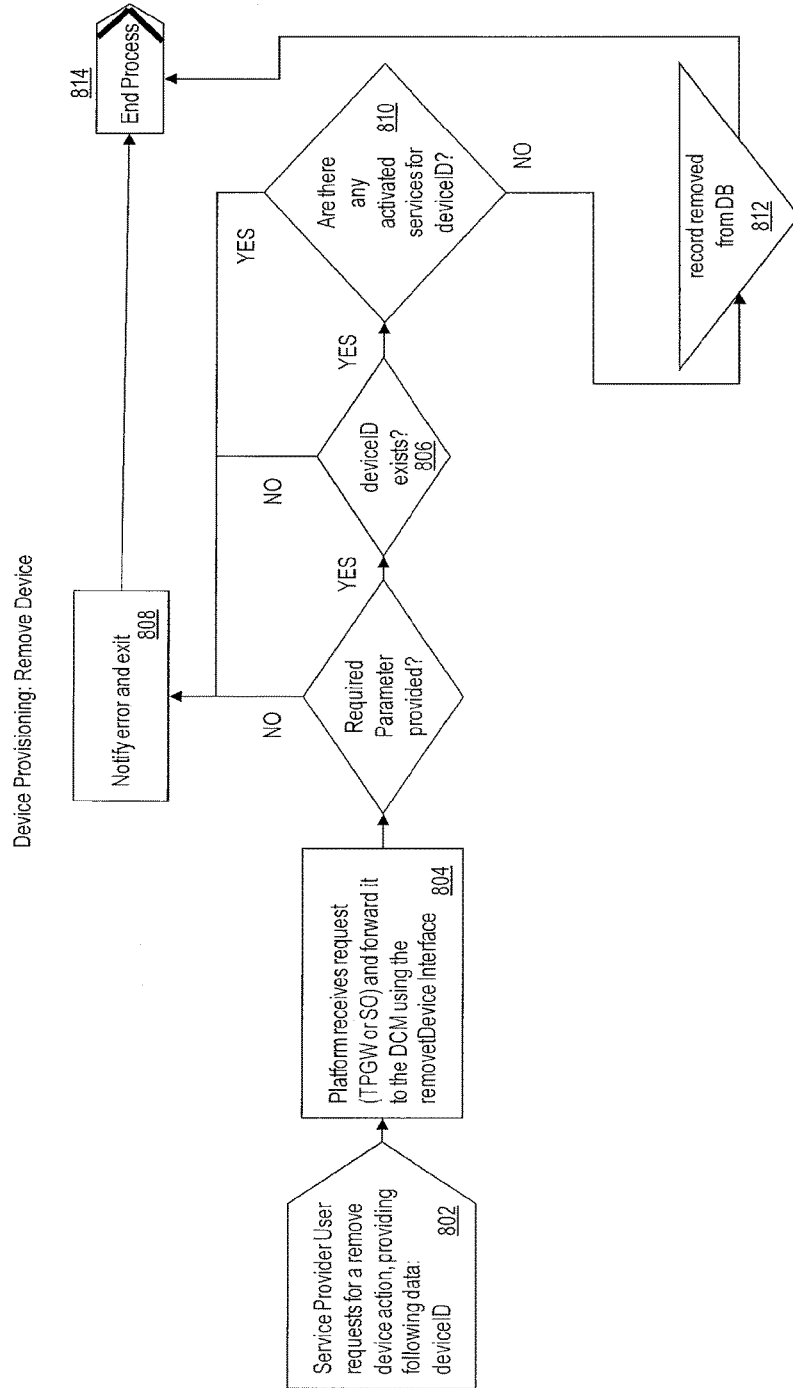 Device Provisioning: Remove Device
Service Provider User
requests for a remove
device action, providing
following data:
deviceID
802
Platform receives request
(TPGW or SO) and forward it
to the DCM using the
removetDevice Interface
804
Required
Parameter
provided?
NO
YES
deviceID
exists?
806
NO
YES
Are there
any
activated
services for
deviceID?
810
YES
NO
Notify error and exit
808
record removed
from DB
812
End Process
814